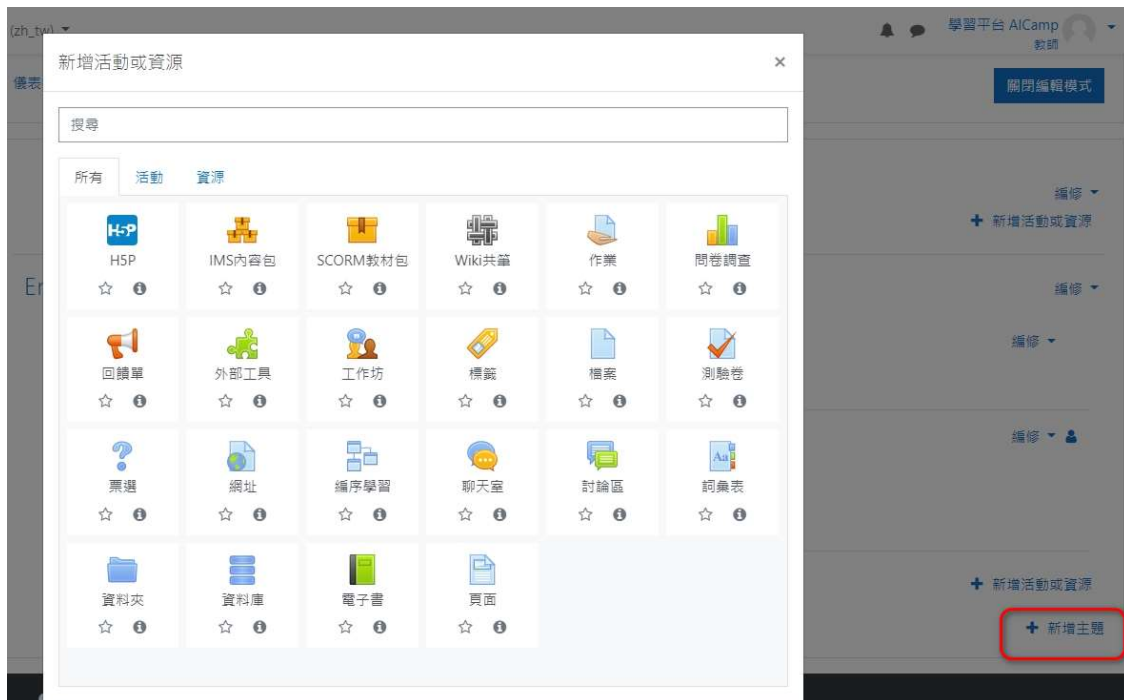 (zh_tw)
學習平台 AICamp
教師
儀表
關閉編輯模式
新增活動或資源
×
搜尋
所有 活動 資源
H5P
H5P IMS內容包 SCORM教材包 Wiki共筆 作業 問卷調查
回饋單 外部工具 工作坊 標籤 檔案 測驗卷
Aa
票選 網址 編序學習 聊天室 討論區 詞彙表
資料夾 資料庫 電子書 頁面
編修
+ 新增活動或資源
Er
編修
編修
編修
+ 新增活動或資源
+ 新增主題